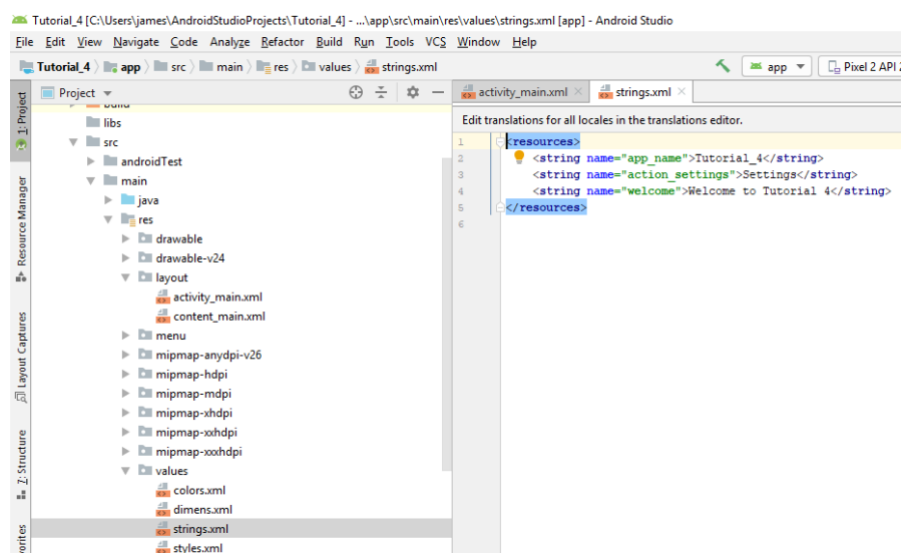 Tutorial_4 [C:\Users\james\AndroidStudioProjects\Tutorial_4] - ...\app\src\main\res\values\strings.xml [app] - Android Studio
File Edit View Navigate Code Analyze Refactor Build Run Tools VCS Window Help
Tutorial_4 app src main res values strings.xml app Pixel 2 API
1: Project
Resource Manager
Layout Captures
Z: Structure
Project
libs
src
androidTest
main
java
res
drawable
drawable-v24
layout
activity_main.xml
content_main.xml
menu
mipmap-anydpi-v26
mipmap-hdpi
mipmap-mdpi
mipmap-xhdpi
mipmap-xxhdpi
mipmap-xxxhdpi
values
colors.xml
dimens.xml
strings.xml
styles.xml
activity_main.xml strings.xml
Edit translations for all locales in the translations editor.
1 <resources>
2 <string name="app_name">Tutorial_4</string>
3 <string name="action_settings">Settings</string>
4 <string name="welcome">Welcome to Tutorial 4</string>
5 </resources>
6